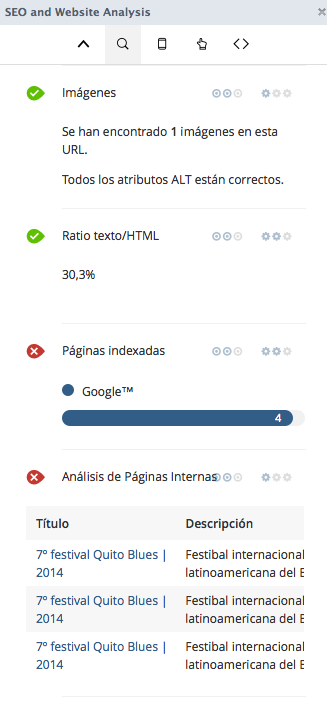 SEO and Website Analysis
Imágenes
Se han encontrado 1 imágenes en esta
URL.
Todos los atributos ALT están correctos.
Ratio texto/HTML
30,3%
Páginas indexadas
Google™
4
Análisis de Páginas Internas
Título Descripción
7º festival Quito Blues | Festibal internacional
2014 latinoamericana del
7º festival Quito Blues | Festibal internacional
2014 latinoamericana del
7º festival Quito Blues | Festibal internacional
2014 latinoamericana del